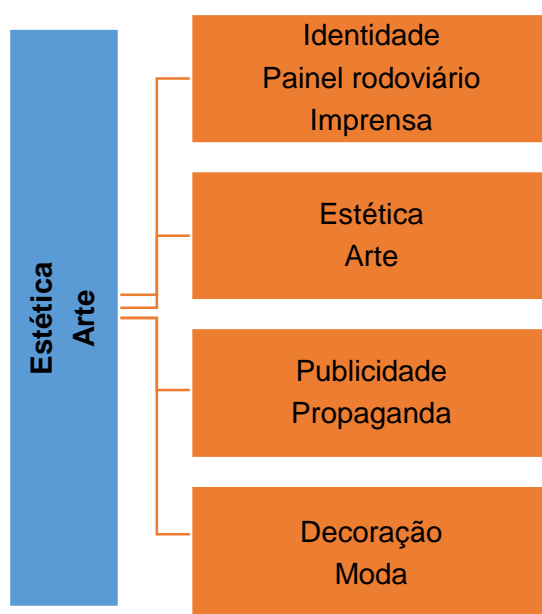 Estética
Arte
Identidade
Painel rodoviário
Imprensa
Estética
Arte
Publicidade
Propaganda
Decoração
Moda